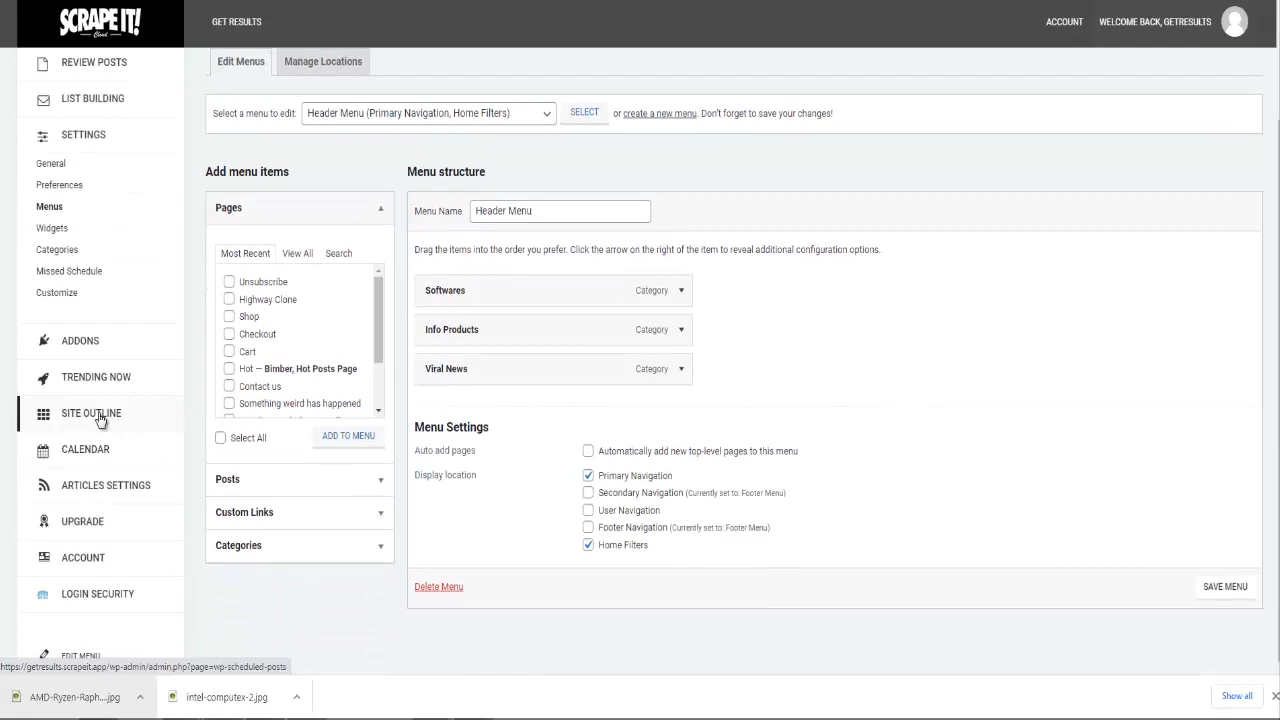 SCRAPE IT!
Cloud
GET RESULTS
ACCOUNT
WELCOME BACK, GETRESULTS
REVIEW POSTS
LIST BUILDING
SETTINGS
General
Preferences
Menus
Widgets
Categories
Missed Schedule
Customize
ADDONS
TRENDING NOW
SITE OUTLINE
CALENDAR
ARTICLES SETTINGS
UPGRADE
ACCOUNT
LOGIN SECURITY
EDIT MENU
Edit Menus
Manage Locations
Select a menu to edit: Header Menu (Primary Navigation, Home Filters) SELECT or create a new menu. Don't forget to save your changes!
Add menu items
Pages
Most Recent View All Search
Unsubscribe
Highway Clone
Shop
Checkout
Cart
Hot — Bimber, Hot Posts Page
Contact us
Something weird has happened
Select All
ADD TO MENU
Posts
Custom Links
Categories
Menu structure
Menu Name Header Menu
Drag the items into the order you prefer. Click the arrow on the right of the item to reveal additional configuration options.
Softwares Category
Info Products Category
Viral News Category
Menu Settings
Auto add pages Automatically add new top-level pages to this menu
Display location Primary Navigation
Secondary Navigation (Currently set to: Footer Menu)
User Navigation
Footer Navigation (Currently set to: Footer Menu)
Home Filters
Delete Menu
SAVE MENU
https://getresults.scrapeit.app/wp-admin/admin.php?page=wp-scheduled-posts
AMD-Ryzen-Raph....jpg
intel-computex-2.jpg
Show all